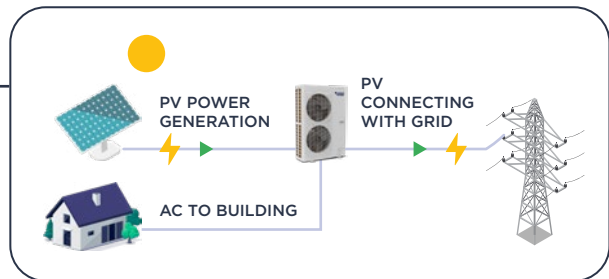 PV POWER
GENERATION
PV
CONNECTING
WITH GRID
AC TO BUILDING